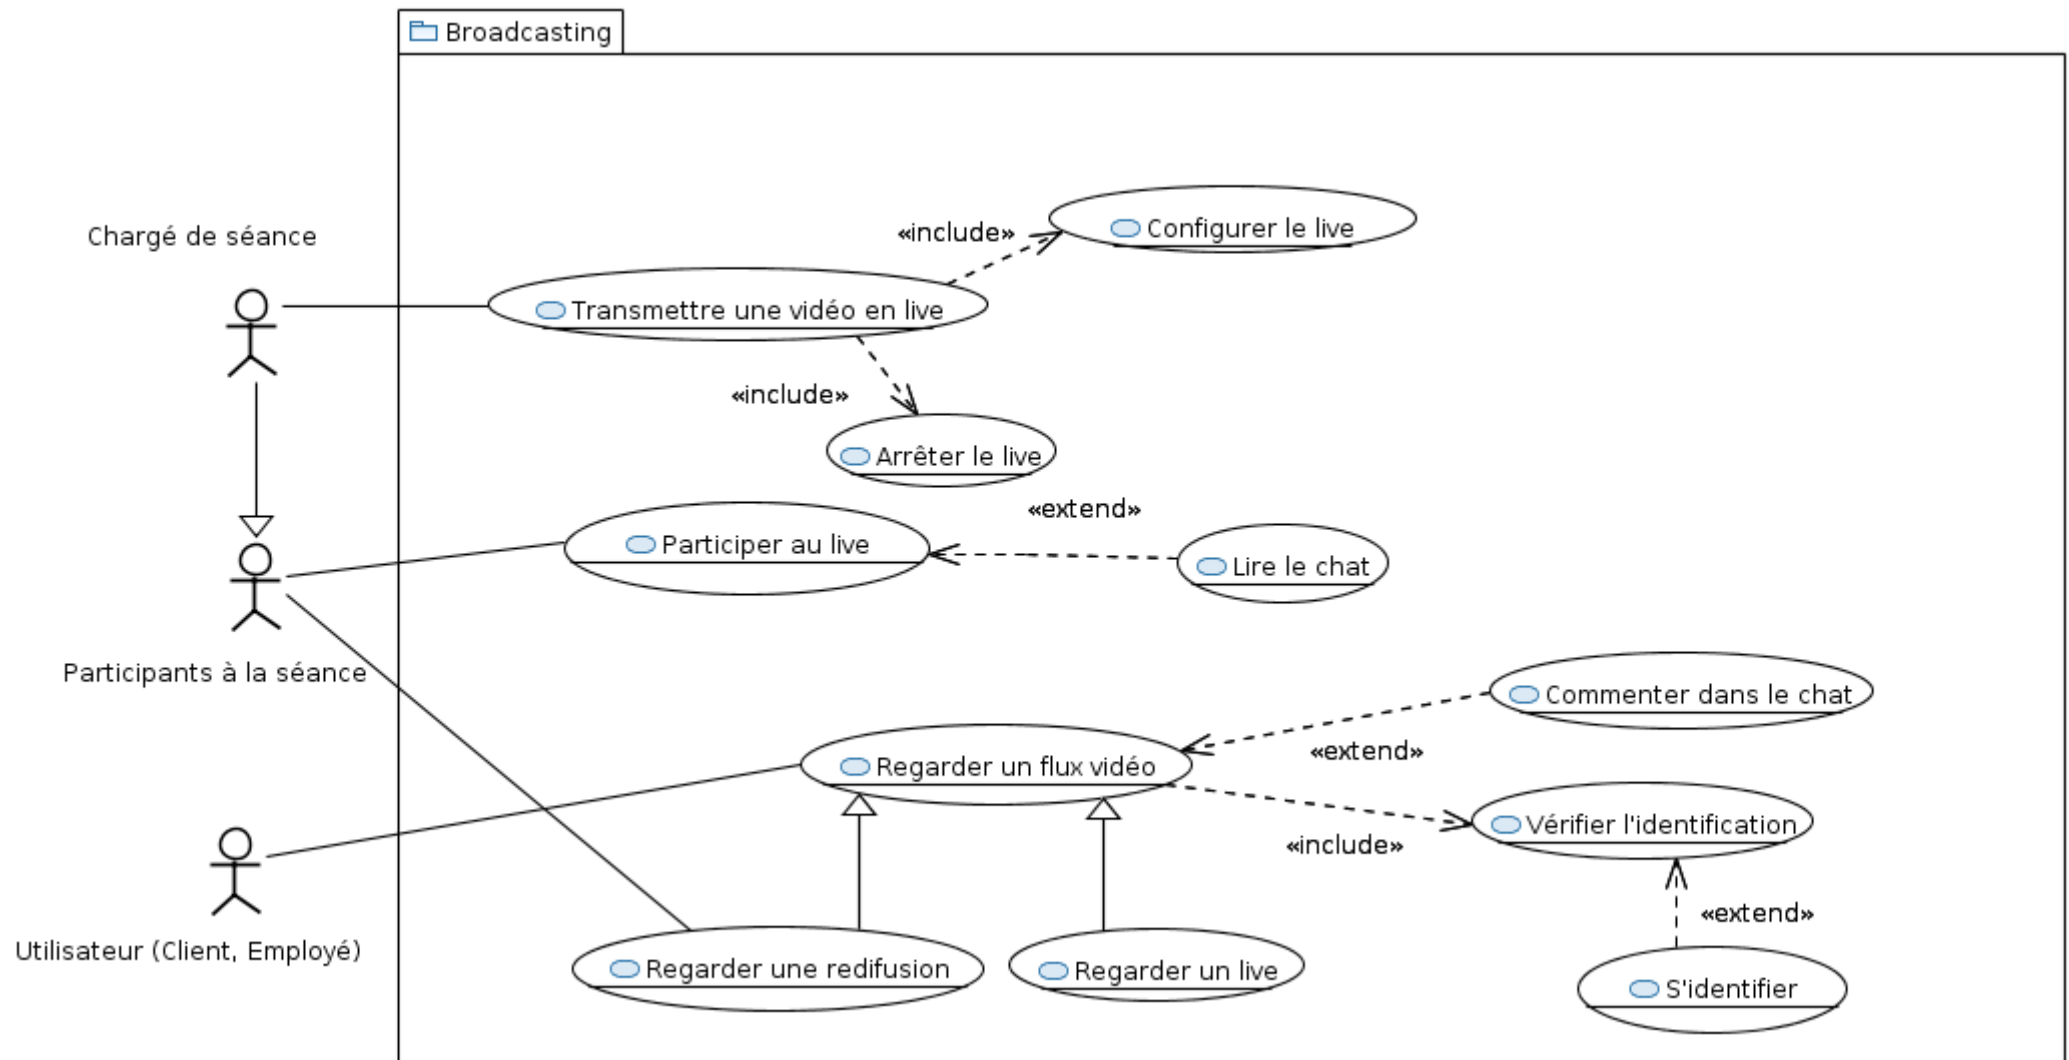 Broadcasting
Configurer le live
«include»
Chargé de séance
Transmettre une vidéo en live
«include»
Arrêter le live
«extend»
Participer au live
Lire le chat
Participants à la séance
Commenter dans le chat
«extend»
Regarder un flux vidéo
Vérifier l'identification
«include»
«extend»
Utilisateur (Client, Employé)
Regarder une redifusion
Regarder un live
S'identifier